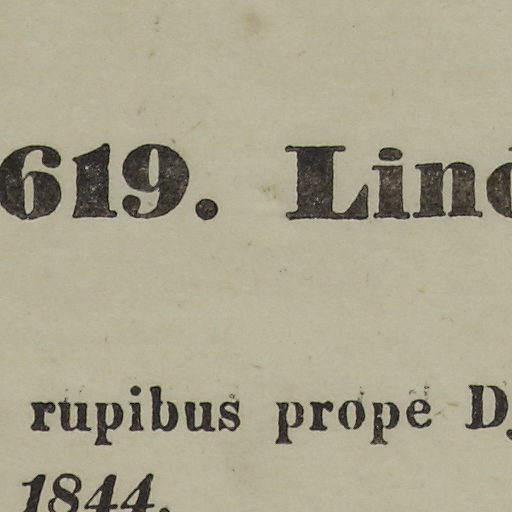 619. Lin
rupibus prope D
1844.